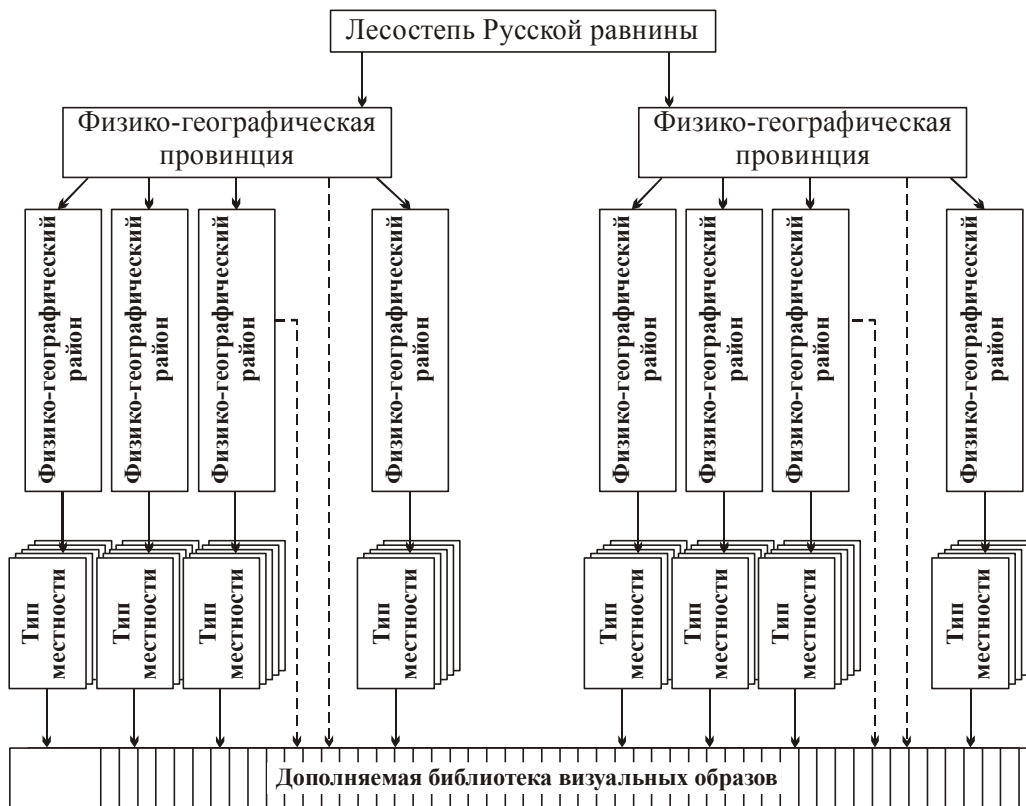 Лесостепь Русской равнины
Физико-географическая
провинция
Физико-географическая
провинция
Физико-географический
район
Физико-географический
район
Физико-географический
район
Физико-географический
район
Физико-географический
район
Физико-географический
район
Физико-географический
район
Физико-географический
район
Тип
местности
Тип
местности
Тип
местности
Тип
местности
Тип
местности
Тип
местности
Тип
местности
Тип
местности
Дополняемая библиотека визуальных образов